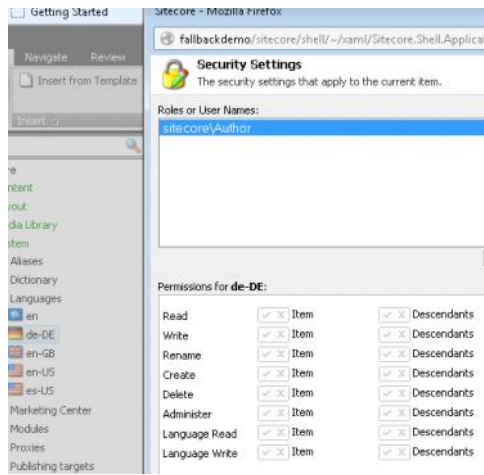 Getting Started
Sitecore - Mozilla Firefox
fallbackdemo/sitecore/shell/~/xaml/Sitecore.Shell.Applica
Navigate Review
Insert from Template
Insert
Security Settings
The security settings that apply to the current item.
Roles or User Names:
sitecore\Author
re
ntent
yout
dia Library
stem
Aliases
Dictionary
Languages
en
de-DE
en-GB
en-US
es-US
Marketing Center
Modules
Proxies
Publishing targets
Permissions for de-DE:
Read Item Descendants
Write Item Descendants
Rename Item Descendants
Create Item Descendants
Delete Item Descendants
Administer Item Descendants
Language Read Item Descendants
Language Write Item Descendants